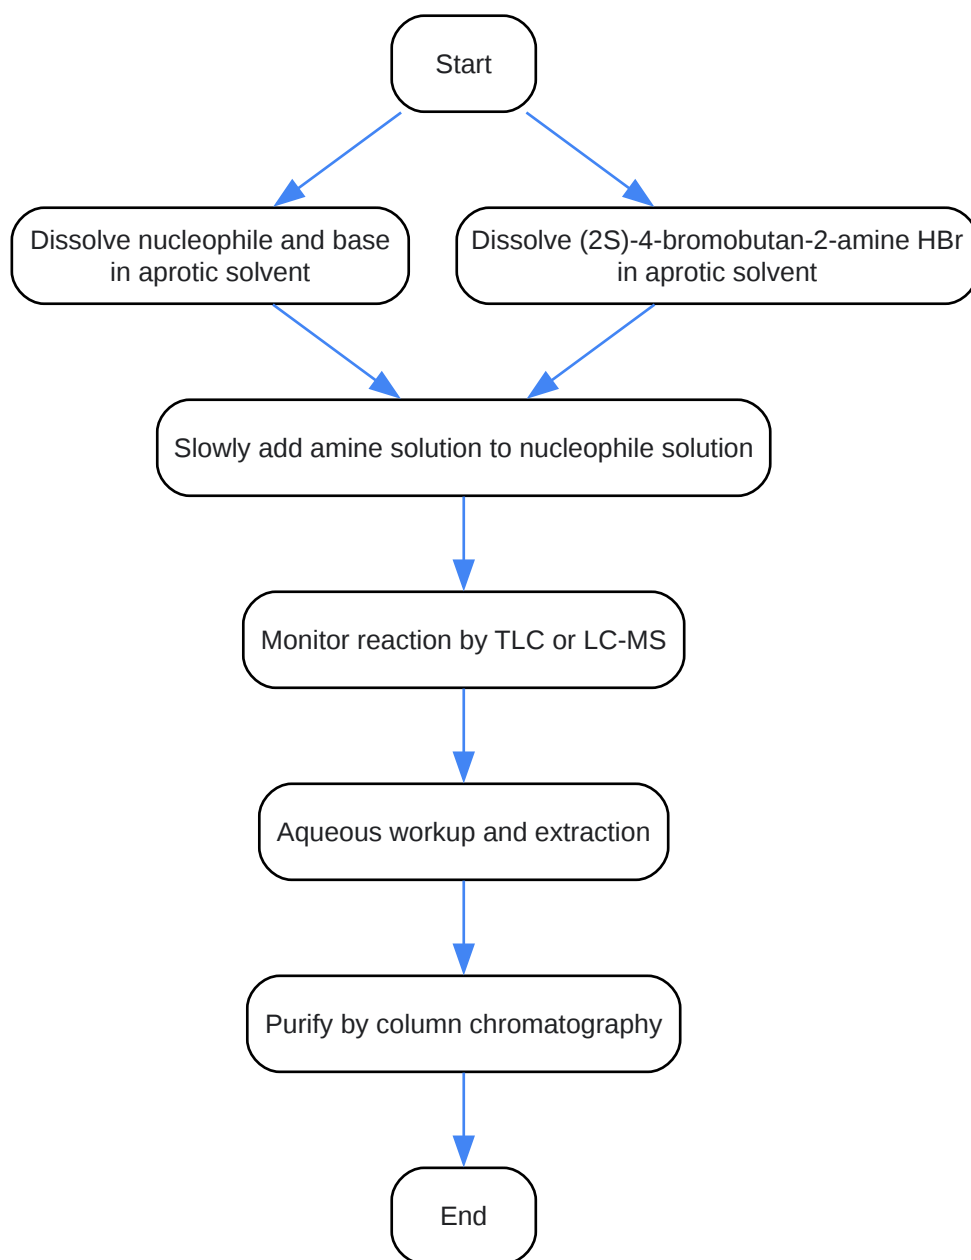 Start
Dissolve nucleophile and base
in aprotic solvent
Dissolve (2S)-4-bromobutan-2-amine HBr
in aprotic solvent
Slowly add amine solution to nucleophile solution
Monitor reaction by TLC or LC-MS
Aqueous workup and extraction
Purify by column chromatography
End